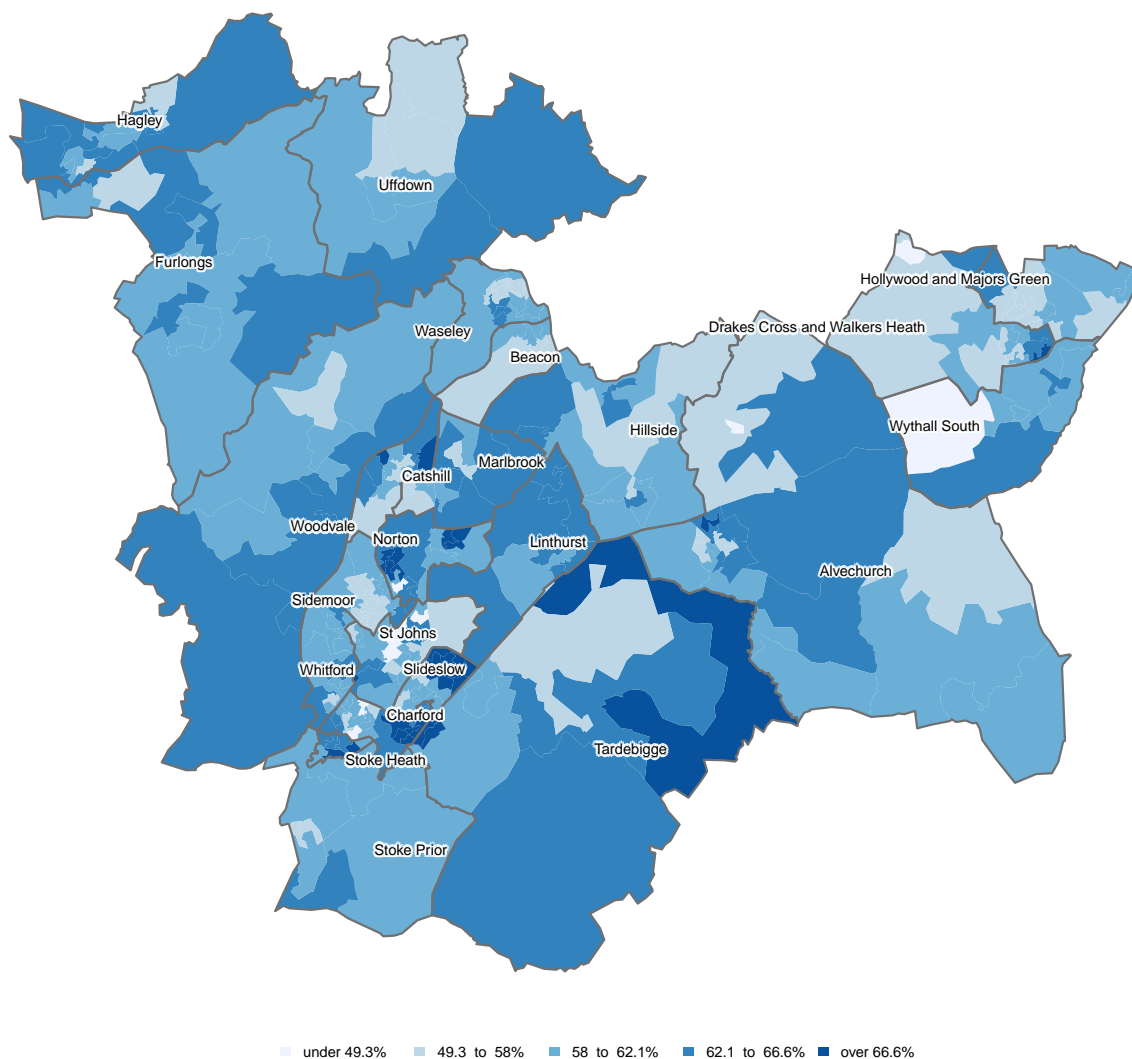 Hagley
Uffdown
Furlongs
Hollywood and Majors Green
Drakes Cross and Walkers Heath
Waseley
Beacon
Wythall South
Hillside
Marlbrook
Catshill
Woodvale
Norton
Linthurst
Alvechurch
Sidemoor
St Johns
Whitford
Slideslow
Charford
Tardebigge
Stoke Heath
Stoke Prior
under 49.3% 49.3 to 58% 58 to 62.1% 62.1 to 66.6% over 66.6%